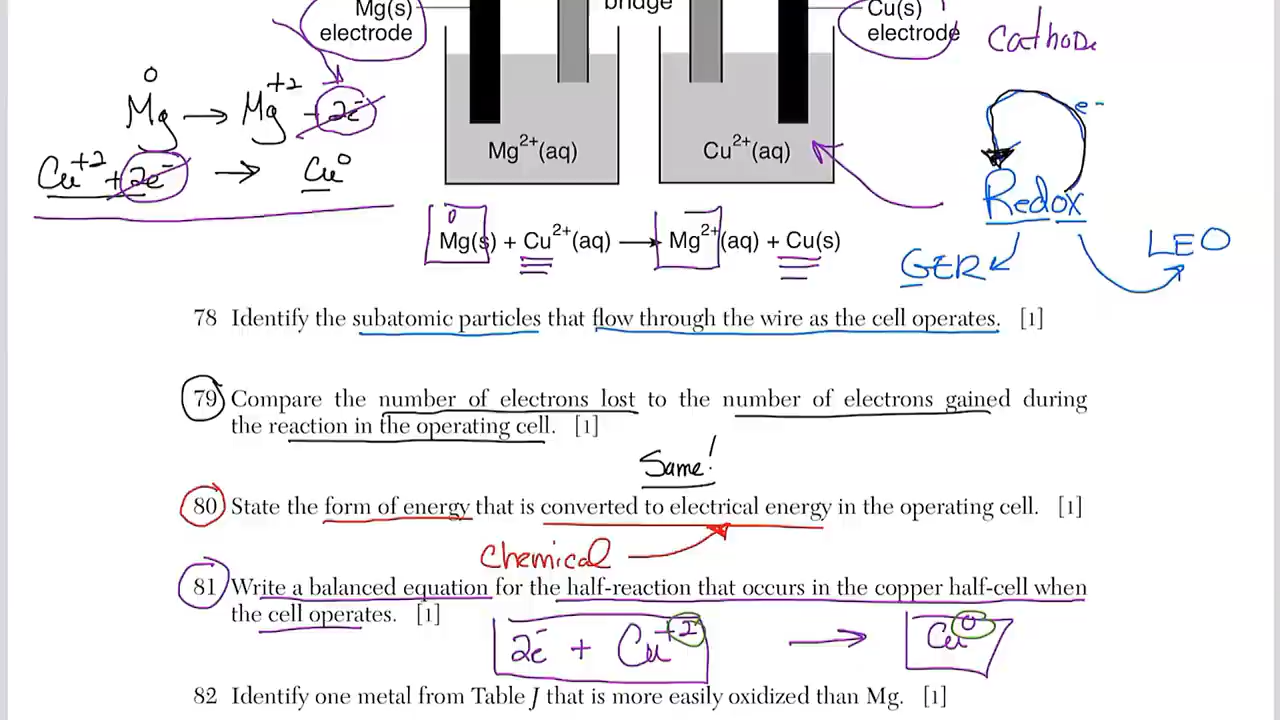 Mg(s) electrode
bridge
Cu(s) electrode
Cathode
Mg⁰ → Mg⁺² + 2e⁻
Cu⁺² + 2e⁻ → Cu⁰
Mg²⁺(aq)
Cu²⁺(aq)
e⁻
Redox
GER
LEO
0
Mg(s) + Cu²⁺(aq) → Mg²⁺(aq) + Cu(s)
78 Identify the subatomic particles that flow through the wire as the cell operates. [1]
79 Compare the number of electrons lost to the number of electrons gained during
the reaction in the operating cell. [1]
Same!
80 State the form of energy that is converted to electrical energy in the operating cell. [1]
Chemical
81 Write a balanced equation for the half-reaction that occurs in the copper half-cell when
the cell operates. [1]
2e⁻ + Cu⁺² → Cu⁰
82 Identify one metal from Table J that is more easily oxidized than Mg. [1]